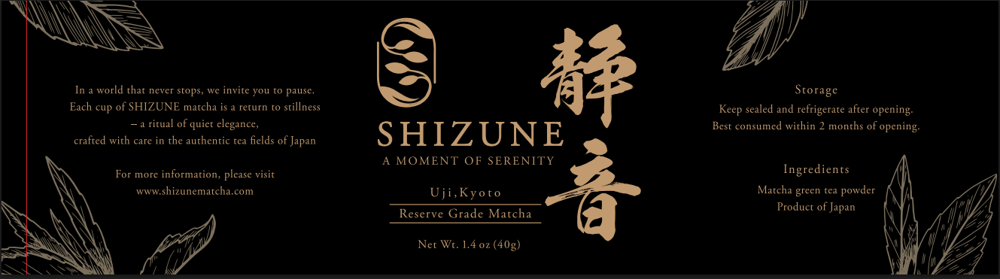 In a world that never stops, we invite you to pause.
Each cup of SHIZUNE matcha is a return to stillness
– a ritual of quiet elegance,
crafted with care in the authentic tea fields of Japan
For more information, please visit
www.shizunematcha.com
SHIZUNE
A MOMENT OF SERENITY
Uji,Kyoto
Reserve Grade Matcha
Net Wt. 1.4 oz (40g)
静音
Storage
Keep sealed and refrigerate after opening.
Best consumed within 2 months of opening.
Ingredients
Matcha green tea powder
Product of Japan